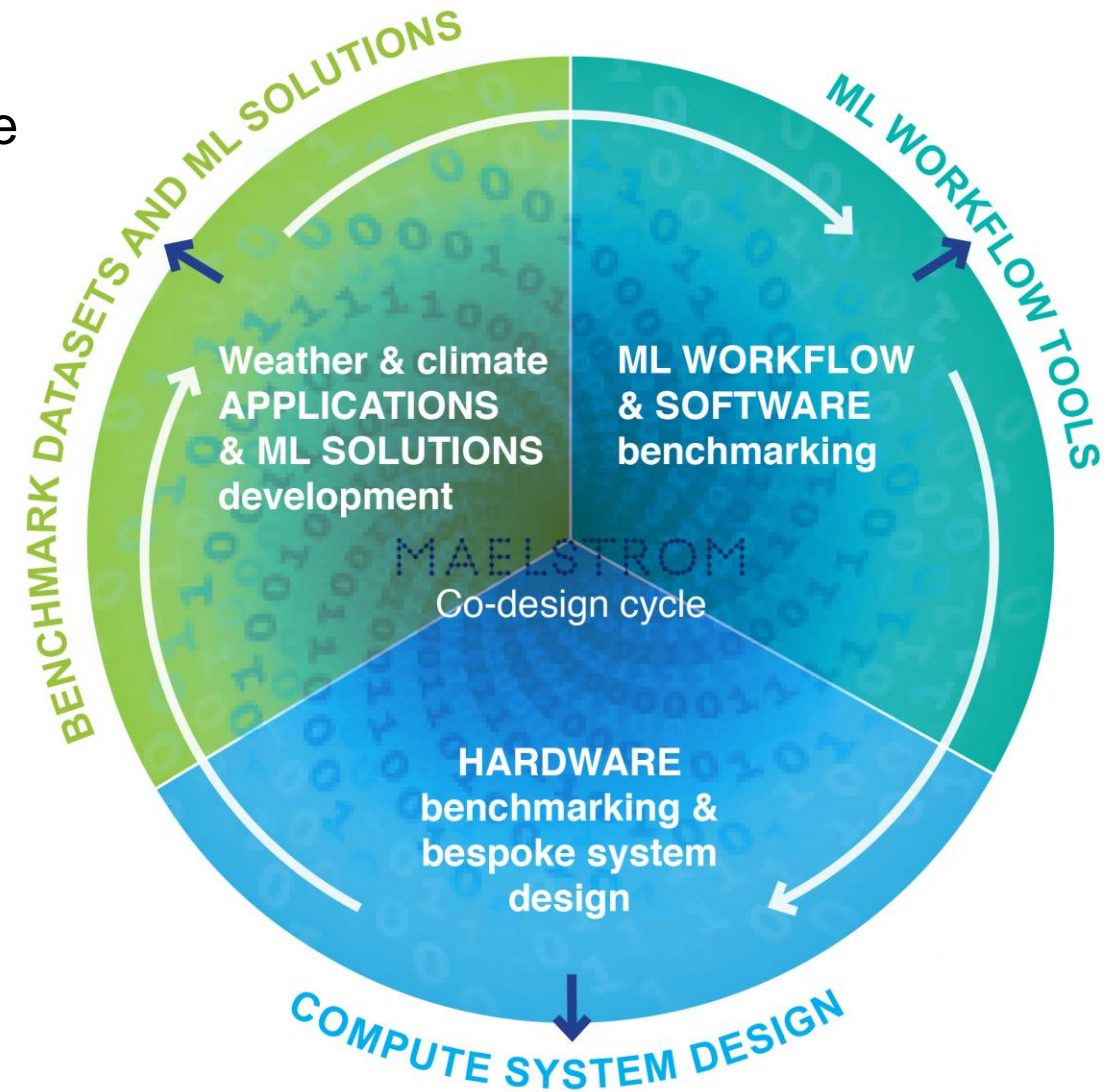 e
BENCHMARK DATASETS AND ML SOLUTIONS
ML WORKFLOW TOOLS
Weather & climate
APPLICATIONS
& ML SOLUTIONS
development
ML WORKFLOW
& SOFTWARE
benchmarking
MAELSTROM
Co-design cycle
HARDWARE
benchmarking &
bespoke system
design
COMPUTE SYSTEM DESIGN